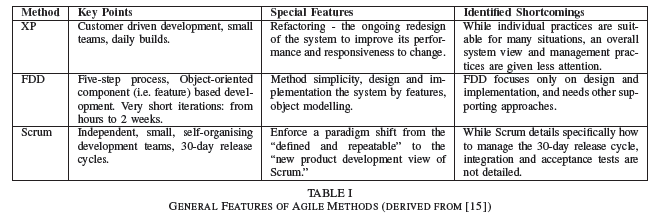 Method Key Points Special Features Identified Shortcomings
XP Customer driven development, small teams, daily builds. Refactoring - the ongoing redesign of the system to improve its performance and responsiveness to change. While individual practices are suitable for many situations, an overall system view and management practices are given less attention.
FDD Five-step process, Object-oriented component (i.e. feature) based development. Very short iterations: from hours to 2 weeks. Method simplicity, design and implementation the system by features, object modelling. FDD focuses only on design and implementation, and needs other supporting approaches.
Scrum Independent, small, self-organising development teams, 30-day release cycles. Enforce a paradigm shift from the “defined and repeatable” to the “new product development view of Scrum.” While Scrum details specifically how to manage the 30-day release cycle, integration and acceptance tests are not detailed.
TABLE I
GENERAL FEATURES OF AGILE METHODS (DERIVED FROM [15])